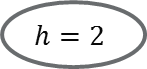 h = 2